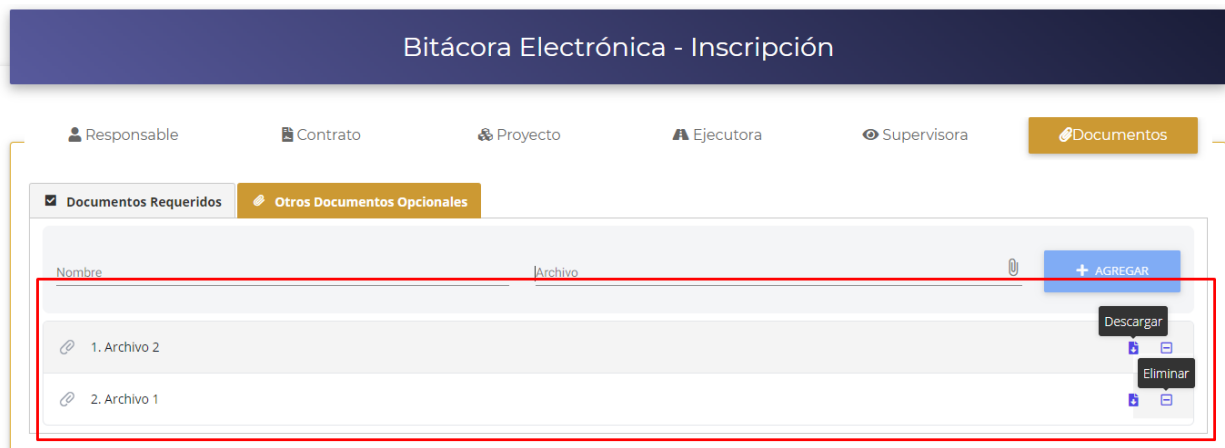 Bitácora Electrónica - Inscripción
Responsable Contrato Proyecto Ejecutora Supervisora Documentos
Documentos Requeridos Otros Documentos Opcionales
Nombre Archivo + AGREGAR
Descargar
1. Archivo 2
Eliminar
2. Archivo 1